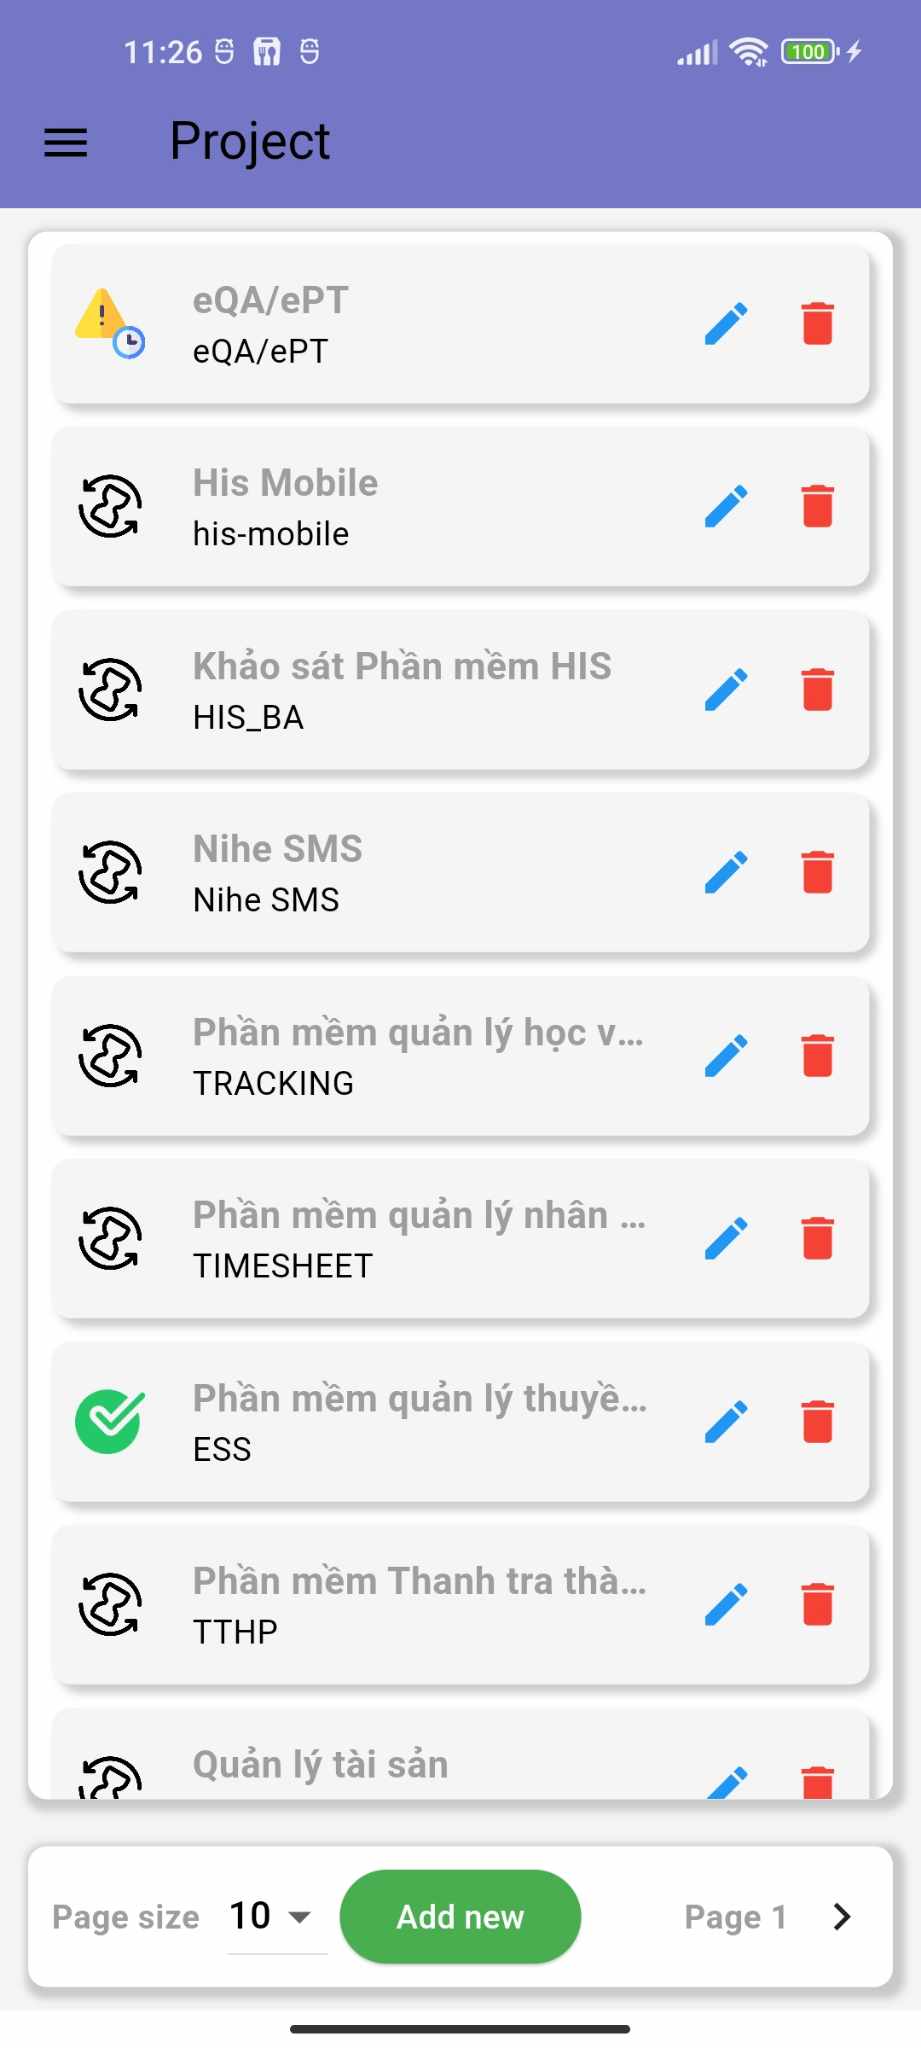 11:26
100
Project
eQA/ePT
eQA/ePT
His Mobile
his-mobile
Khảo sát Phần mềm HIS
HIS_BA
Nihe SMS
Nihe SMS
Phần mềm quản lý học v...
TRACKING
Phần mềm quản lý nhân ...
TIMESHEET
Phần mềm quản lý thuyề...
ESS
Phần mềm Thanh tra thà...
TTHP
Quản lý tài sản
Page size 10 Add new Page 1